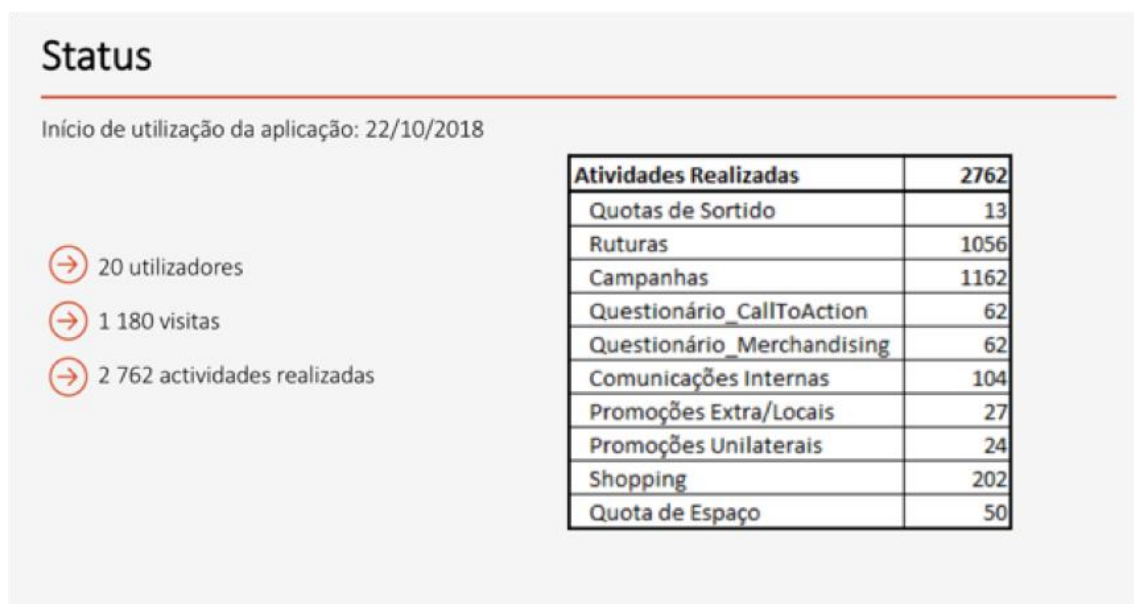 Status
Início de utilização da aplicação: 22/10/2018
20 utilizadores
1 180 visitas
2 762 actividades realizadas
Atividades Realizadas 2762
Quotas de Sortido 13
Ruturas 1056
Campanhas 1162
Questionário_CallToAction 62
Questionário_Merchandising 62
Comunicações Internas 104
Promoções Extra/Locais 27
Promoções Unilaterais 24
Shopping 202
Quota de Espaço 50